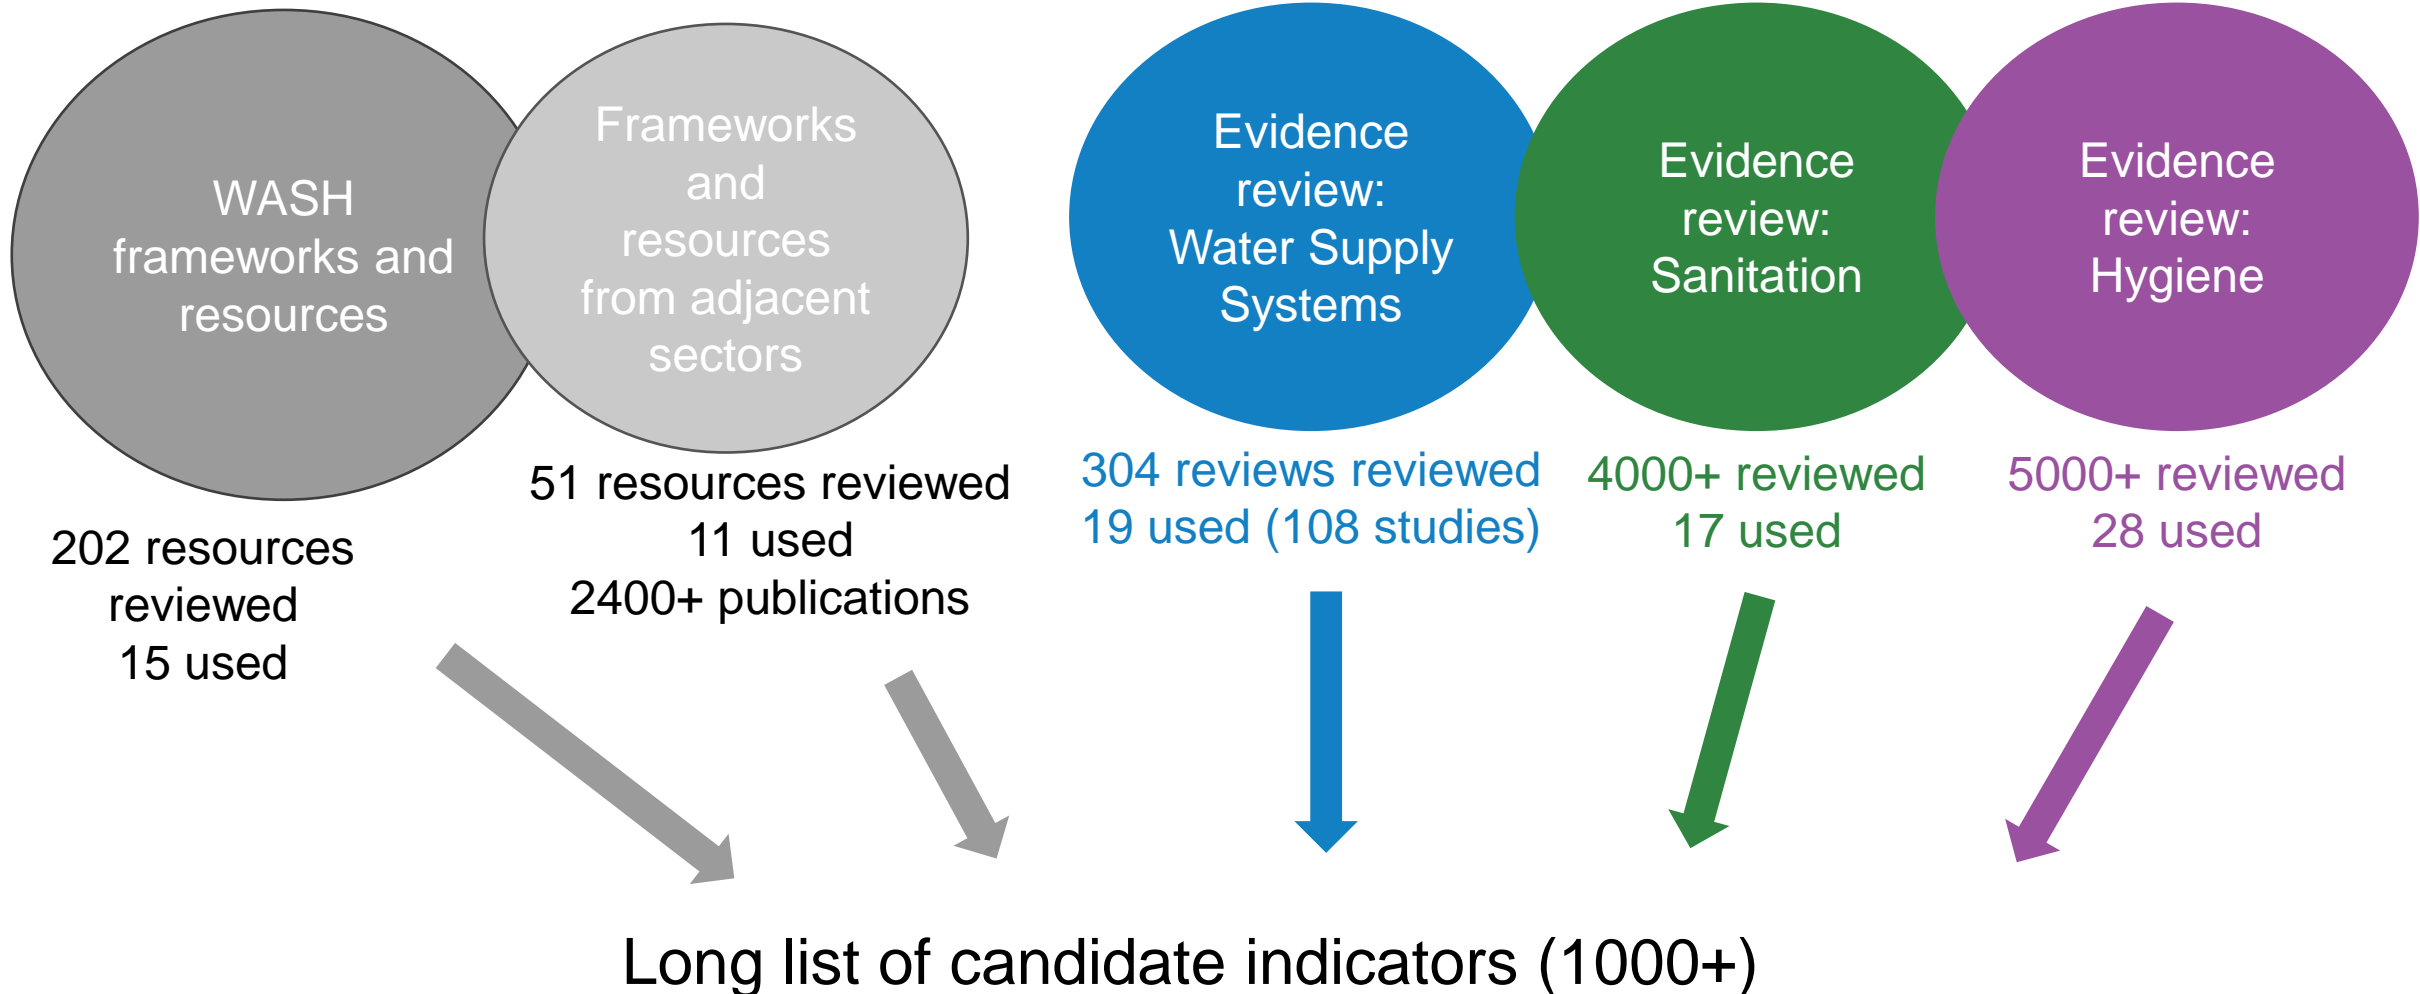 WASH
frameworks and
resources
202 resources
reviewed
15 used
Frameworks
and
resources
from adjacent
sectors
51 resources reviewed
11 used
2400+ publications
Evidence
review:
Water Supply
Systems
304 reviews reviewed
19 used (108 studies)
Evidence
review:
Sanitation
4000+ reviewed
17 used
Evidence
review:
Hygiene
5000+ reviewed
28 used
Long list of candidate indicators (1000+)